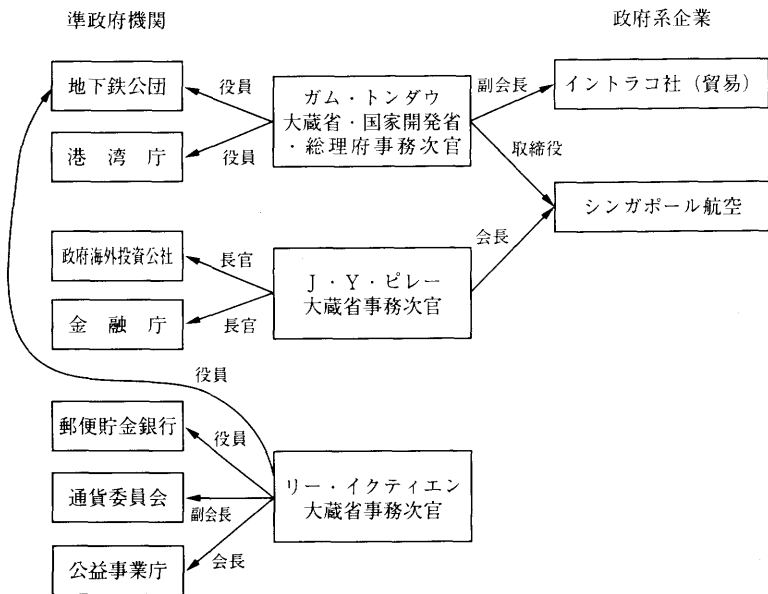 準政府機関
政府系企業
地下鉄公団
役員
ガム・トンダウ
大蔵省・国家開発省
・総理府事務次官
副会長
イントラコ社（貿易）
港湾庁
役員
取締役
シンガポール航空
政府海外投資公社
長官
J・Y・ピレー
大蔵省事務次官
会長
金融庁
長官
役員
郵便貯金銀行
役員
リー・イクティエン
大蔵省事務次官
通貨委員会
副会長
公益事業庁
会長